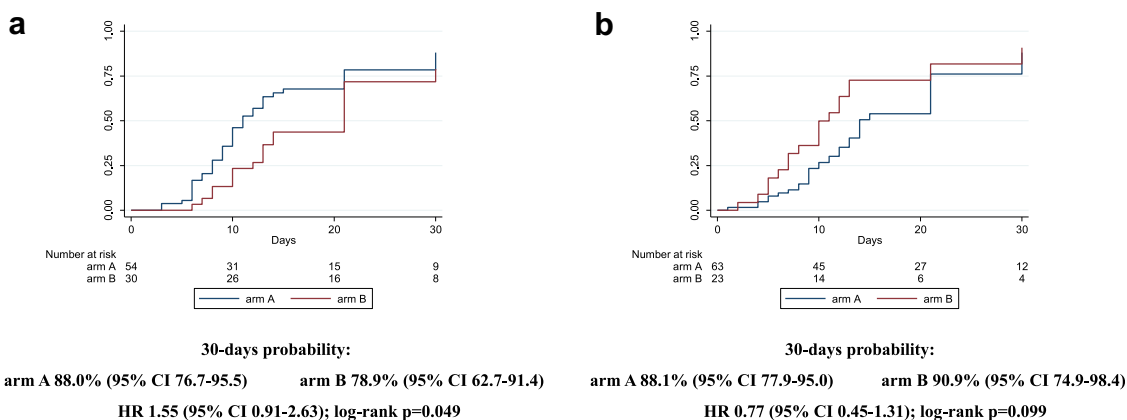 a
1.00
0.75
0.50
0.25
0.00
0 10 20 30
Days
Number at risk
arm A 54 31 15 9
arm B 30 26 16 8
arm A arm B
30-days probability:
arm A 88.0% (95% CI 76.7-95.5) arm B 78.9% (95% CI 62.7-91.4)
HR 1.55 (95% CI 0.91-2.63); log-rank p=0.049
b
1.00
0.75
0.50
0.25
0.00
0 10 20 30
Days
Number at risk
arm A 63 45 27 12
arm B 23 14 6 4
arm A arm B
30-days probability:
arm A 88.1% (95% CI 77.9-95.0) arm B 90.9% (95% CI 74.9-98.4)
HR 0.77 (95% CI 0.45-1.31); log-rank p=0.099